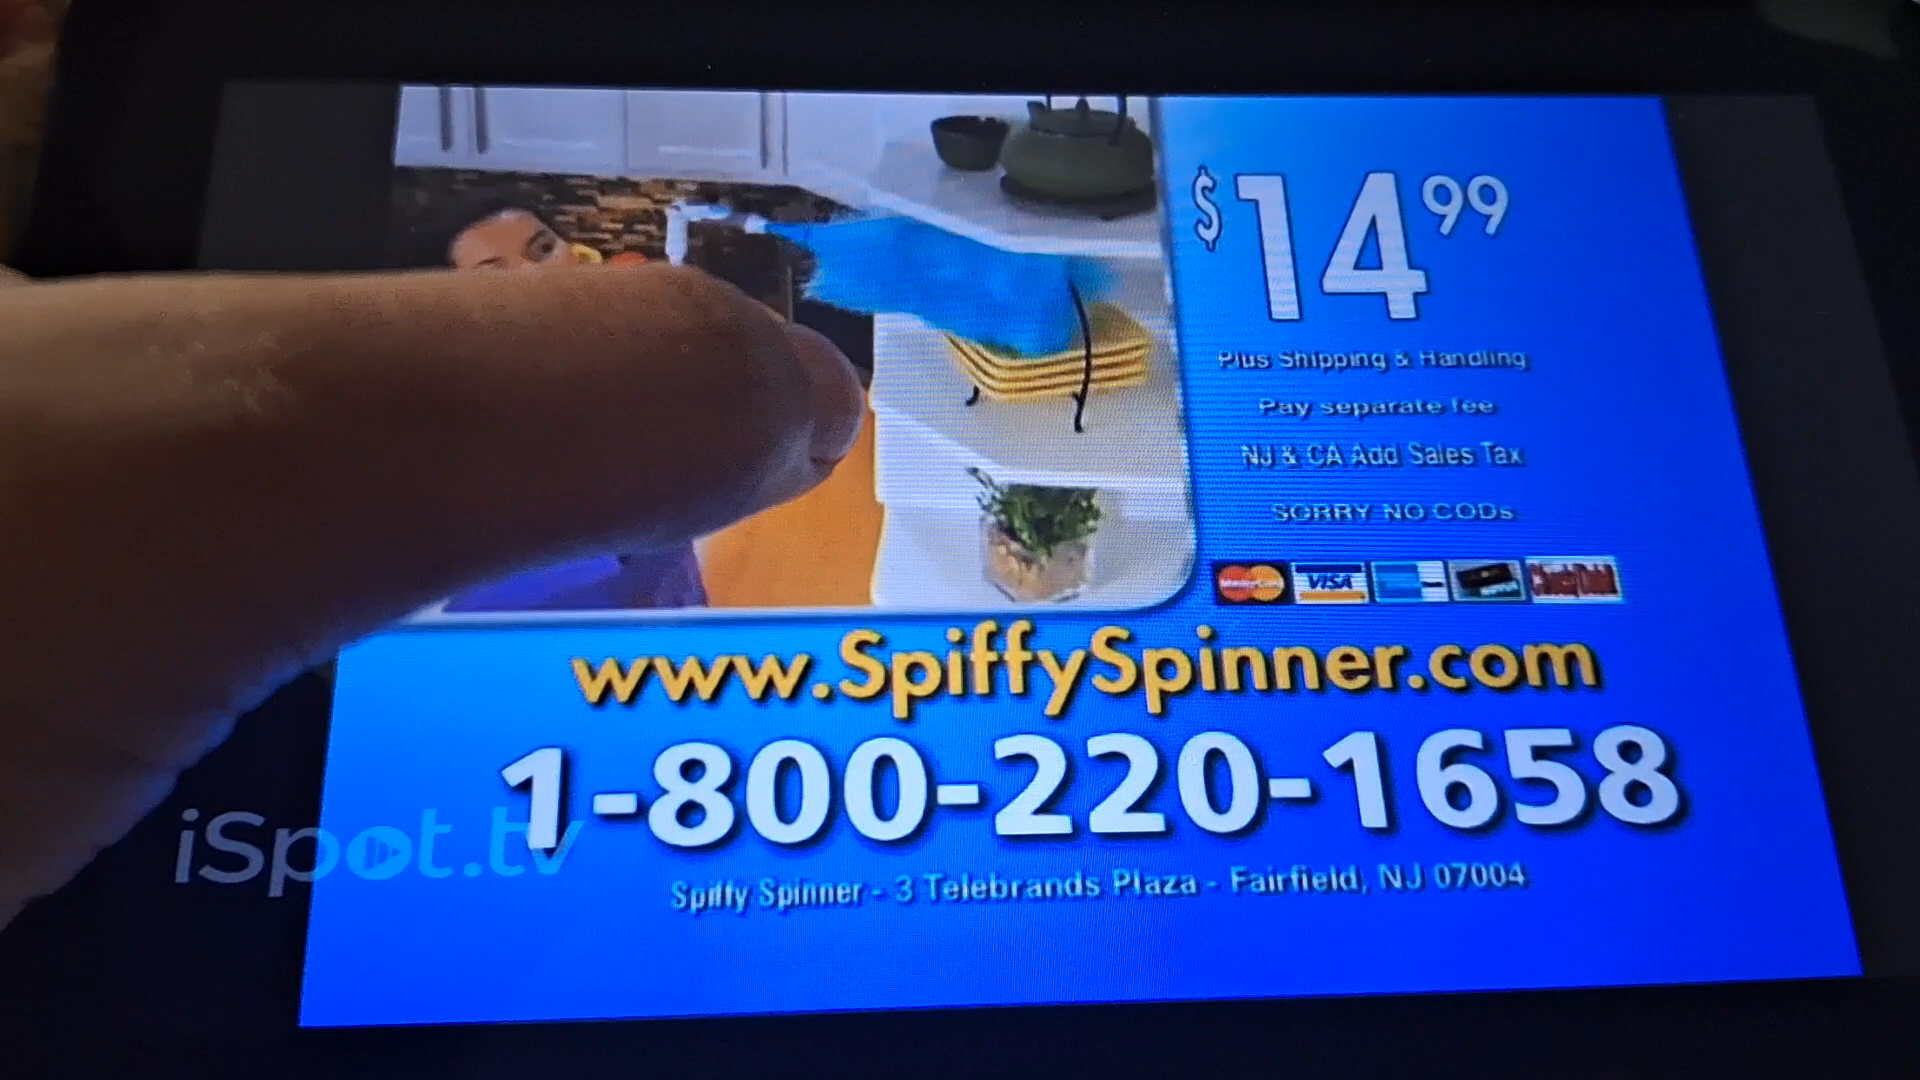 $14.99
Plus Shipping & Handling
Pay separate fee
NJ & CA Add Sales Tax
SORRY NO CODs
MasterCard VISA
www.SpiffySpinner.com
1-800-220-1658
iSpot.tv
Spiffy Spinner - 3 Telebrands Plaza - Fairfield, NJ 07004